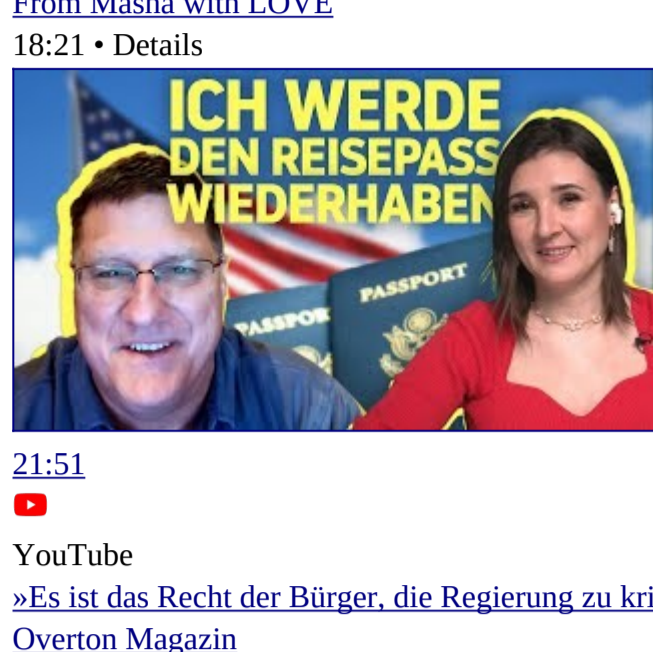 From Masha with LOVE
18:21 • Details
ICH WERDE
DEN REISEPASS
WIEDERHABEN
PASSPORT
21:51
YouTube
»Es ist das Recht der Bürger, die Regierung zu kri
Overton Magazin